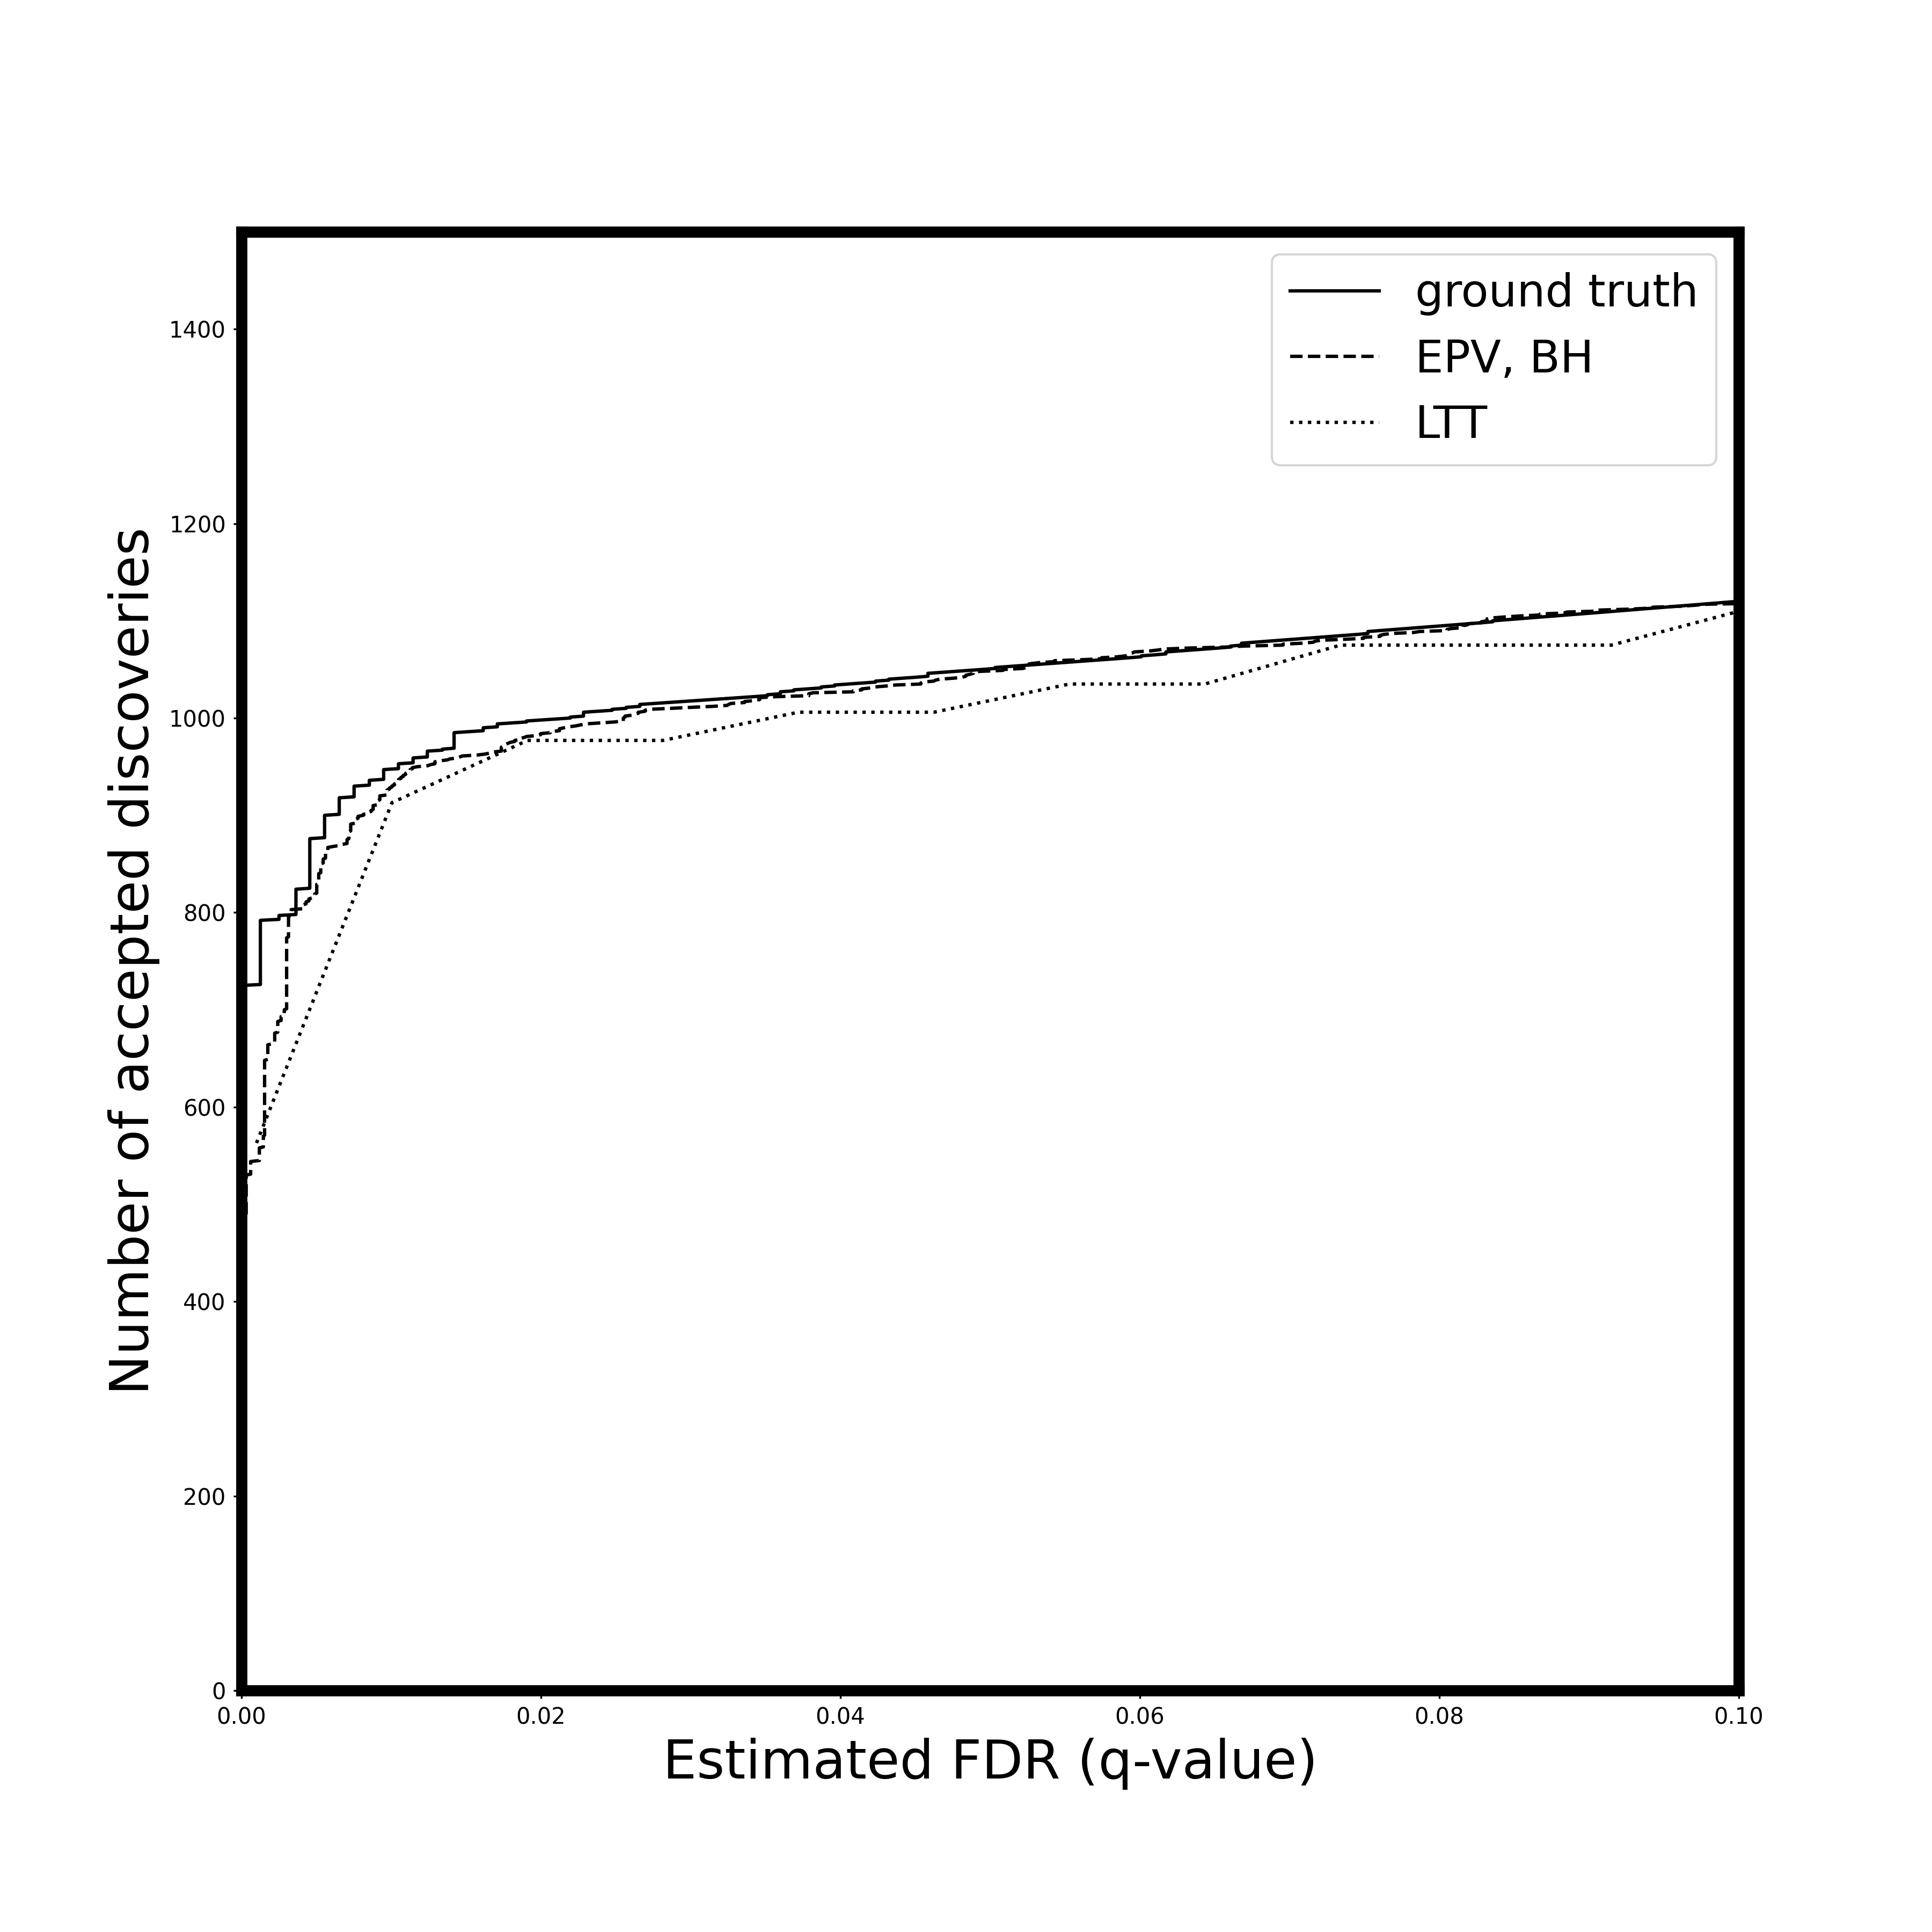 ground truth
EPV, BH
LTT
Number of accepted discoveries
1400
1200
1000
800
600
400
200
0
0.00 0.02 0.04 0.06 0.08 0.10
Estimated FDR (q-value)